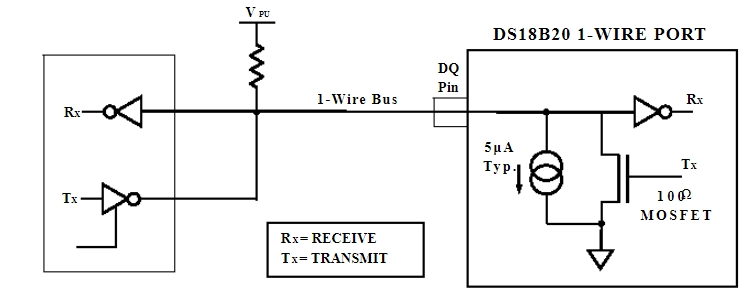 V PU
DS18B20 1-WIRE PORT
DQ
Pin
Rx
1-Wire Bus
Rx
5μA
Typ.
Tx
Tx
100Ω
MOSFET
Rx= RECEIVE
Tx= TRANSMIT